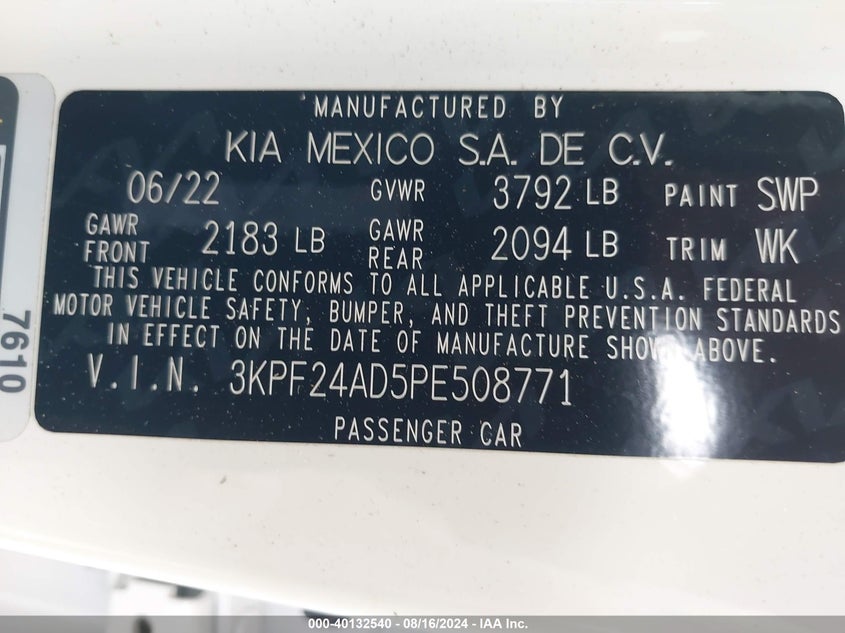 MANUFACTURED BY
KIA MEXICO S.A. DE C.V.
06/22 GVWR 3792 LB PAINT SWP
GAWR FRONT 2183 LB GAWR REAR 2094 LB TRIM WK
THIS VEHICLE CONFORMS TO ALL APPLICABLE U.S.A. FEDERAL
MOTOR VEHICLE SAFETY, BUMPER, AND THEFT PREVENTION STANDARDS
IN EFFECT ON THE DATE OF MANUFACTURE SHOWN ABOVE.
V.I.N. 3KPF24AD5PE508771
PASSENGER CAR
7610
000-40132540 - 08/16/2024 - IAA Inc.